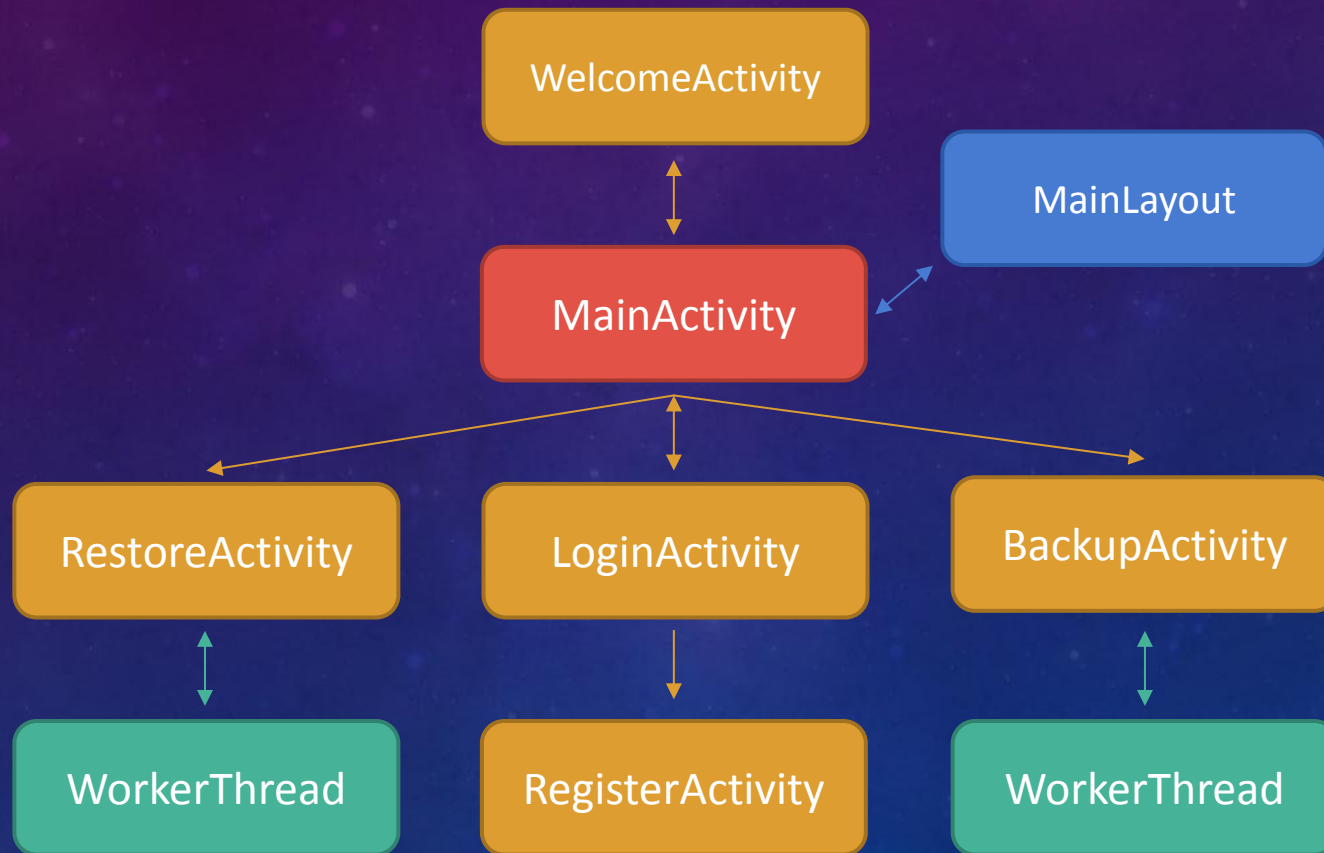 WelcomeActivity
MainLayout
MainActivity
RestoreActivity
LoginActivity
BackupActivity
WorkerThread
RegisterActivity
WorkerThread